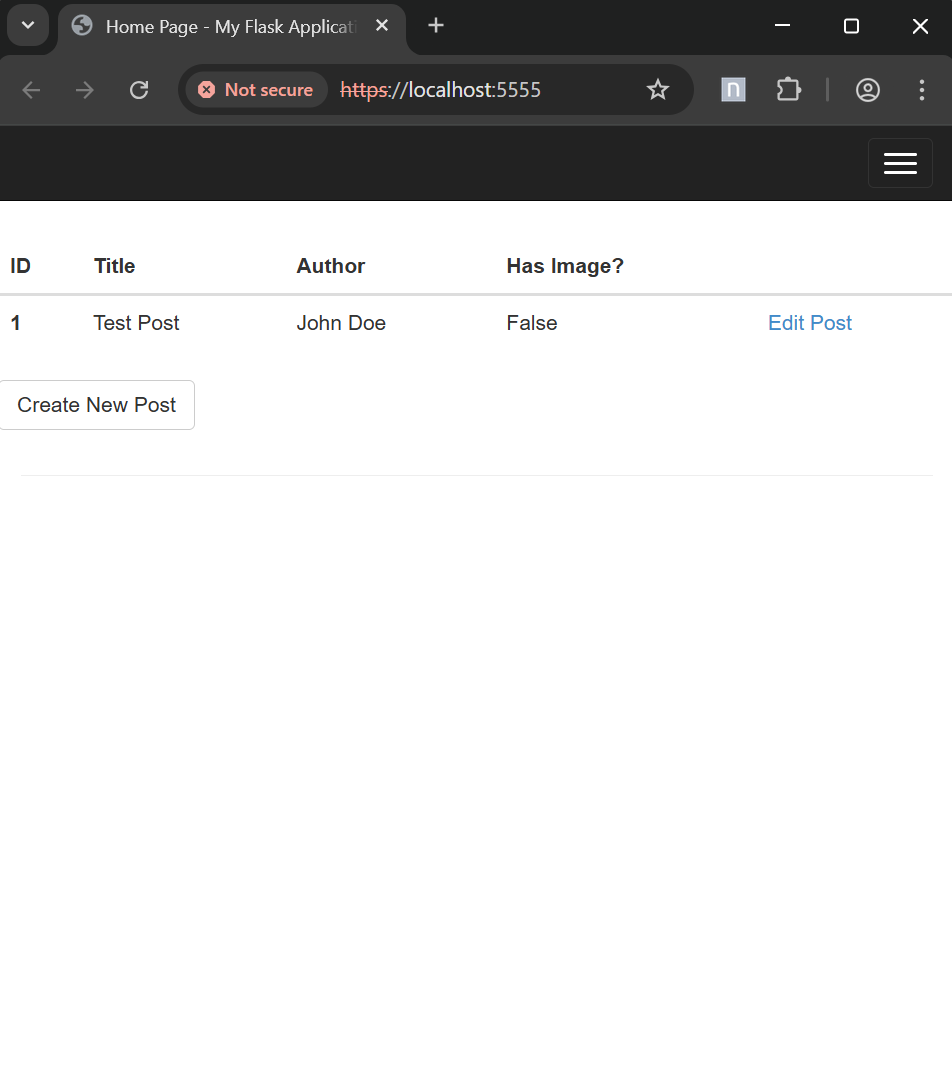 Home Page - My Flask Applicati
Not secure https://localhost:5555
n
ID Title Author Has Image?
1 Test Post John Doe False Edit Post
Create New Post